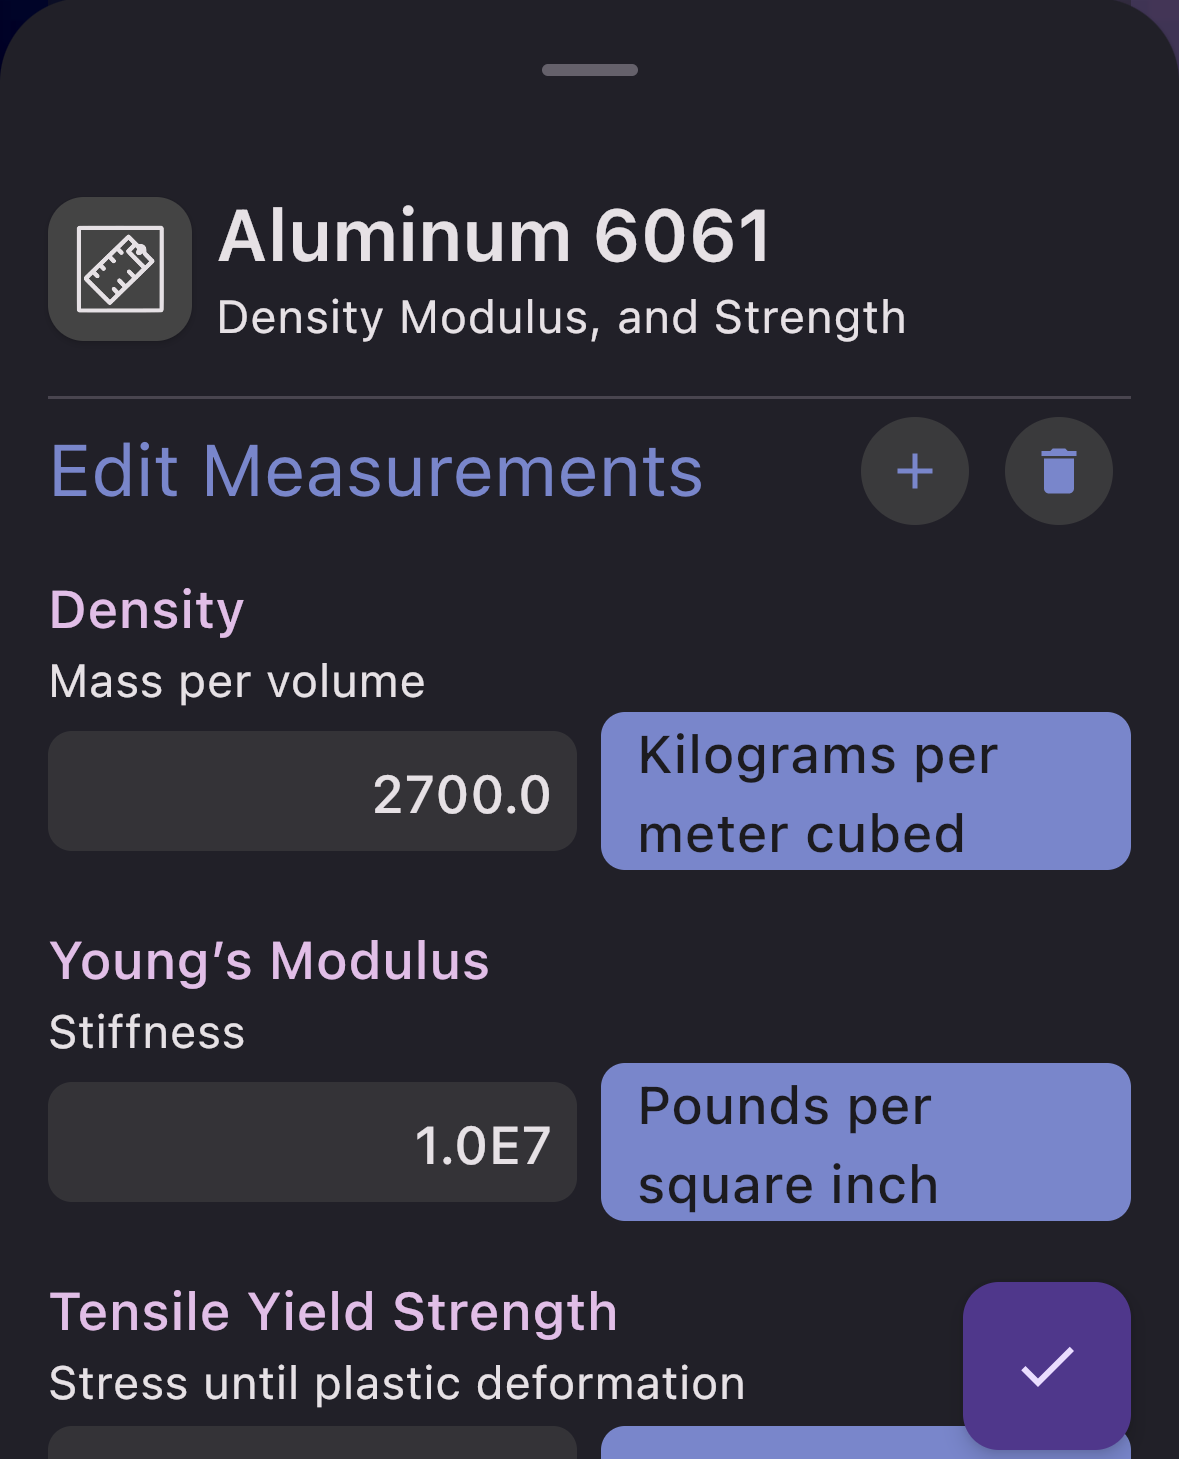 Aluminum 6061
Density Modulus, and Strength
Edit Measurements
Density
Mass per volume
2700.0
Kilograms per
meter cubed
Young’s Modulus
Stiffness
1.0E7
Pounds per
square inch
Tensile Yield Strength
Stress until plastic deformation